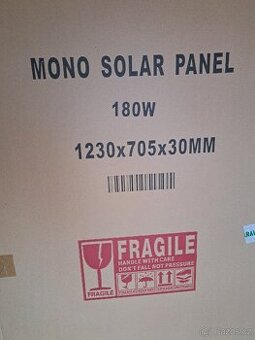 MONO SOLAR PANEL
180W
1230x705x30MM
FRAGILE
HANDLE WITH CARE
DON'T FALL NOT PRESSURE
FRAGILE